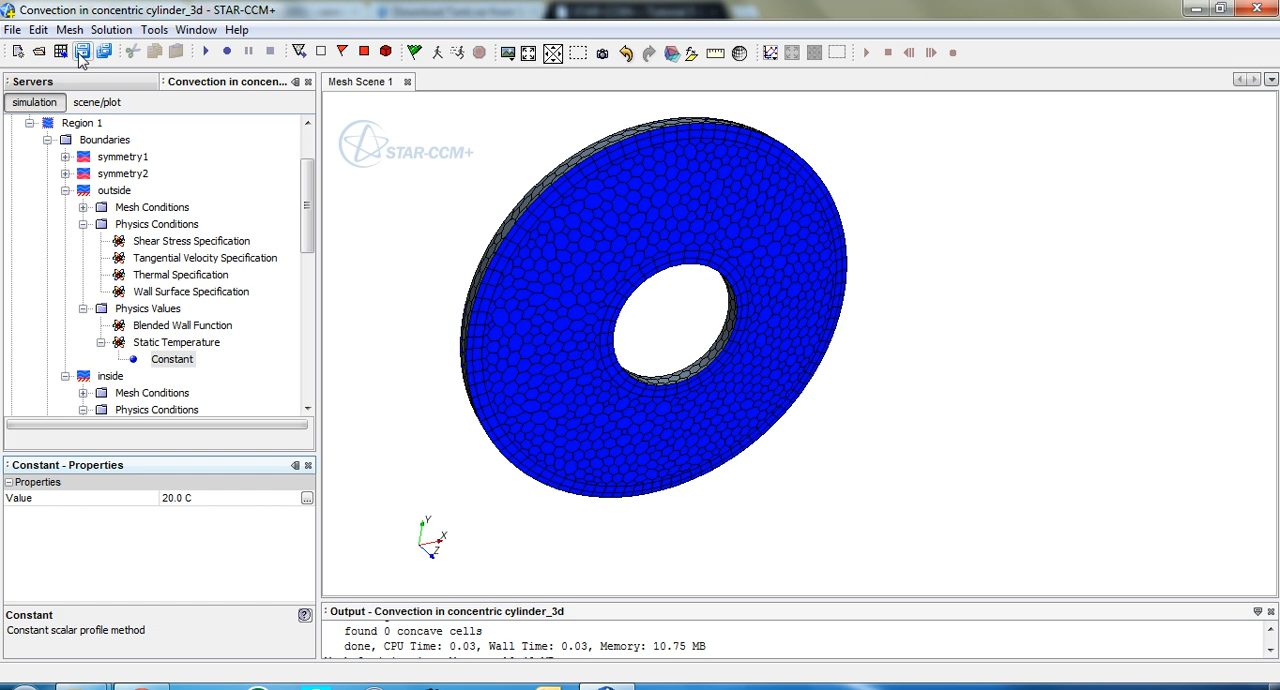 Convection in concentric cylinder_3d - STAR-CCM+
File Edit Mesh Solution Tools Window Help
Servers
Convection in concen...
Mesh Scene 1
simulation scene/plot
Region 1
Boundaries
symmetry1
symmetry2
outside
Mesh Conditions
Physics Conditions
Shear Stress Specification
Tangential Velocity Specification
Thermal Specification
Wall Surface Specification
Physics Values
Blended Wall Function
Static Temperature
Constant
inside
Mesh Conditions
Physics Conditions
STAR-CCM+
Y
X
Z
Constant - Properties
Properties
Value 20.0 C
Constant
Constant scalar profile method
Output - Convection in concentric cylinder_3d
found 0 concave cells
done, CPU Time: 0.03, Wall Time: 0.03, Memory: 10.75 MB